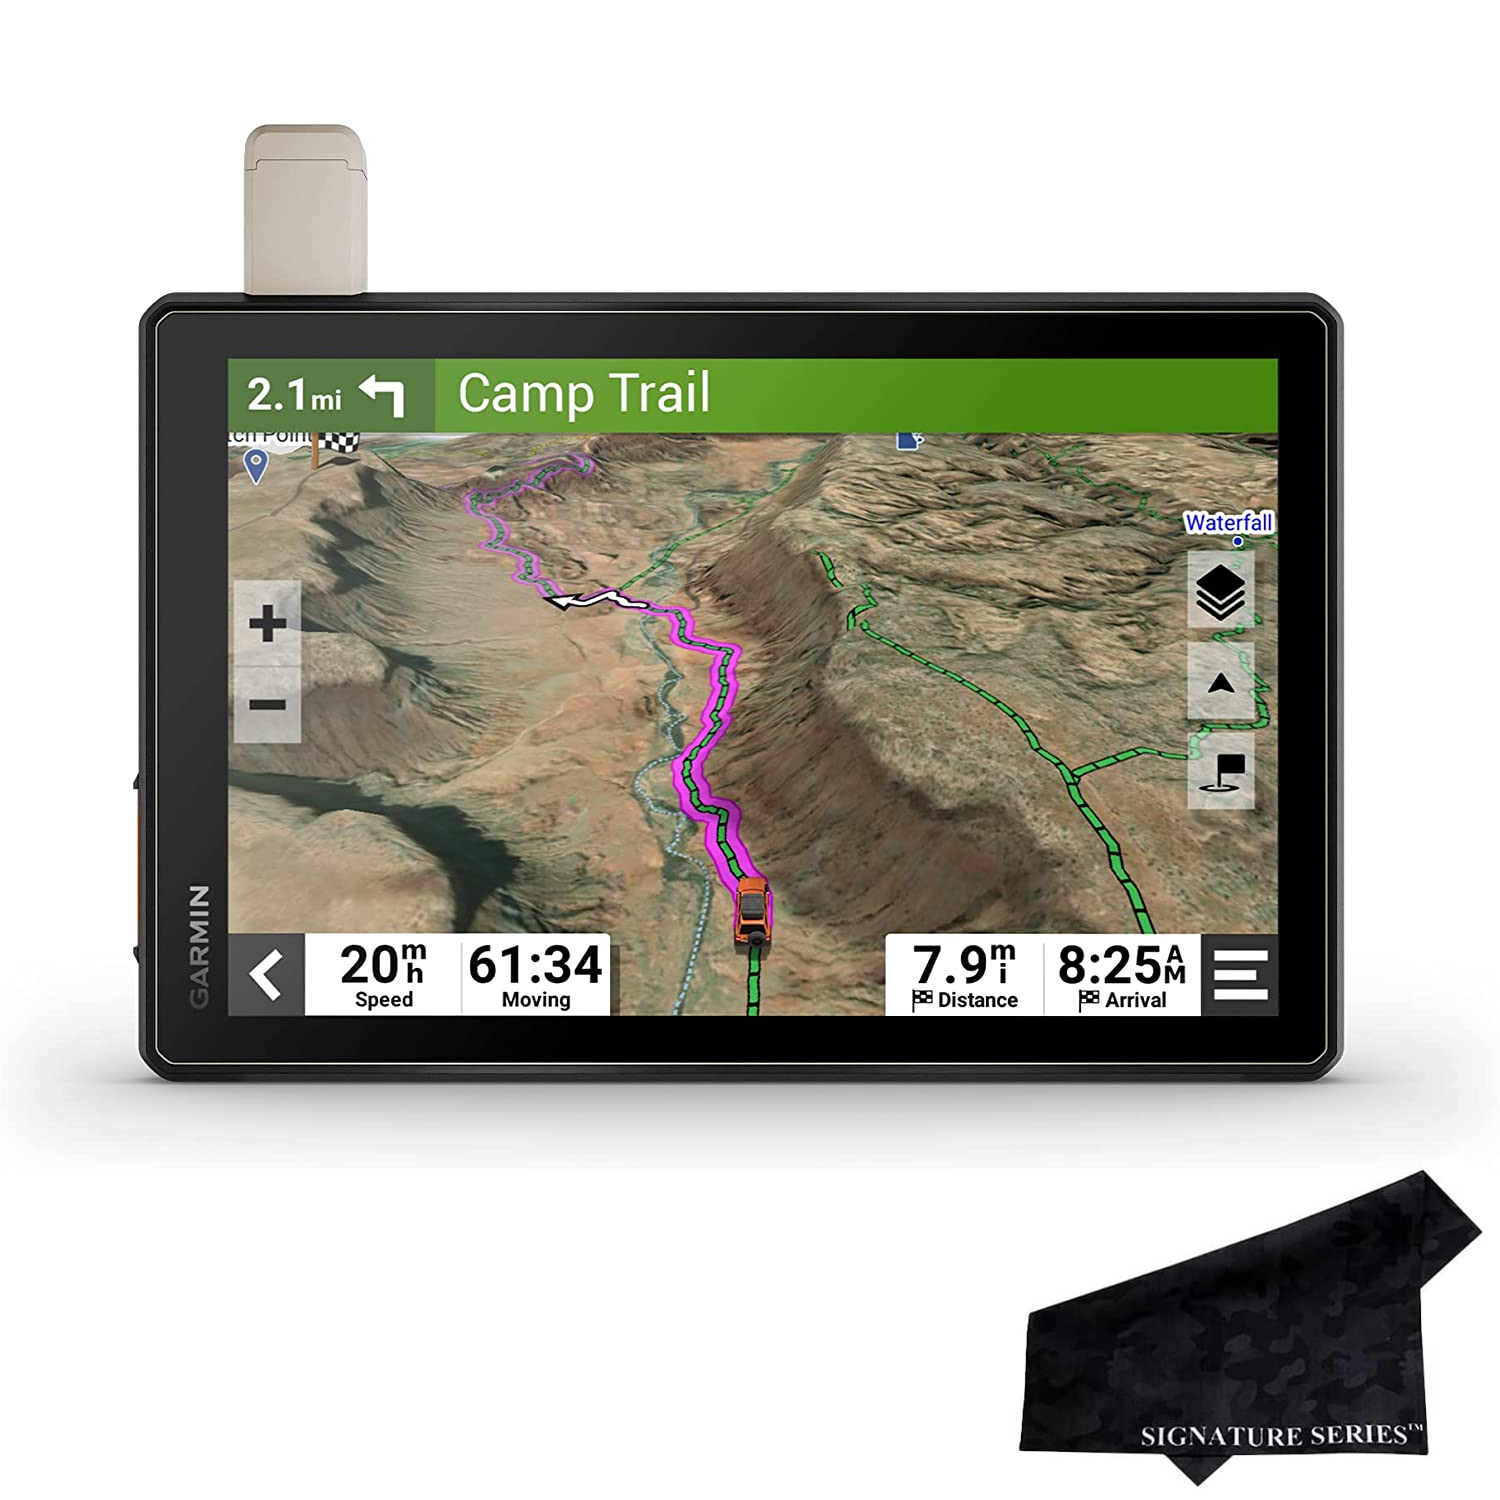 2.1mi
Camp Trail
Point
Waterfall
GARMIN
20mh
Speed
61:34
Moving
7.9mi
Distance
8:25AM
Arrival
SIGNATURE SERIES™